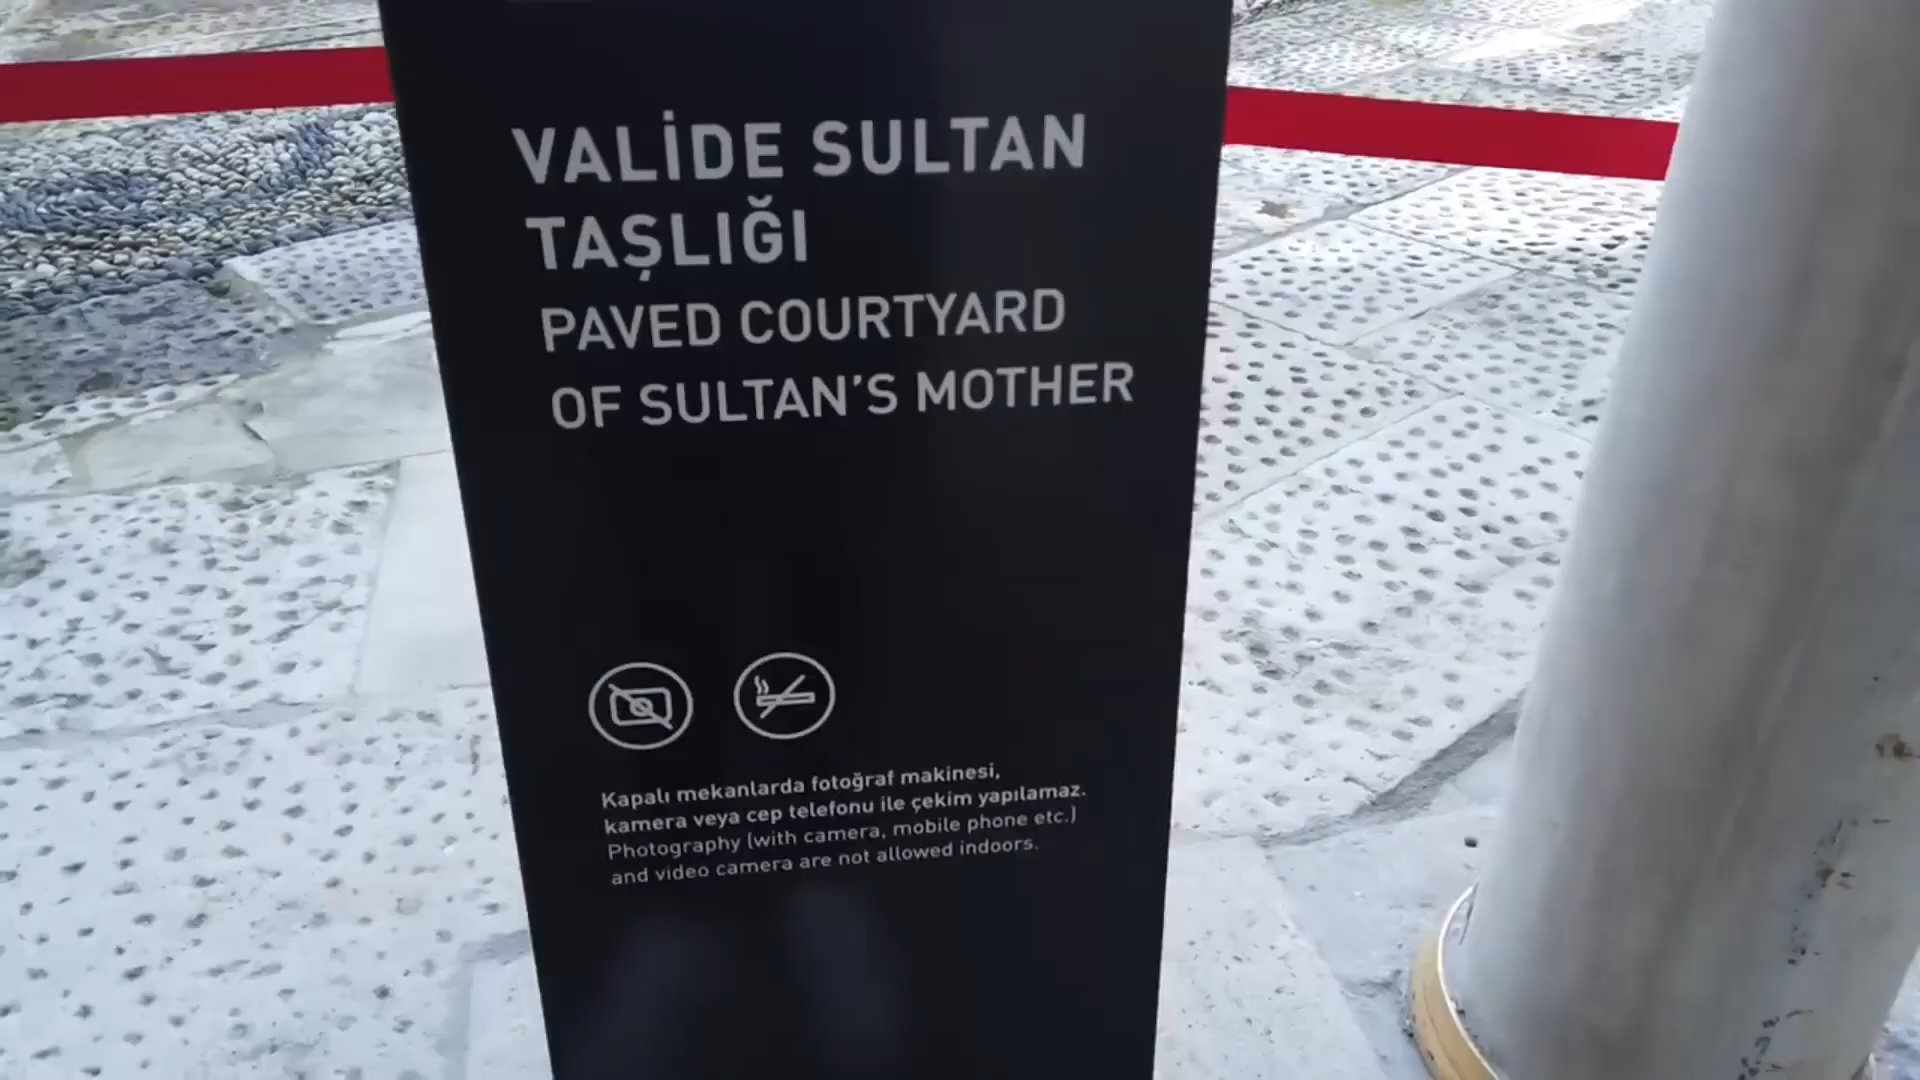 VALİDE SULTAN
TAŞLIĞI
PAVED COURTYARD
OF SULTAN'S MOTHER
Kapalı mekanlarda fotoğraf makinesi,
kamera veya cep telefonu ile çekim yapılamaz.
Photography (with camera, mobile phone etc.)
and video camera are not allowed indoors.